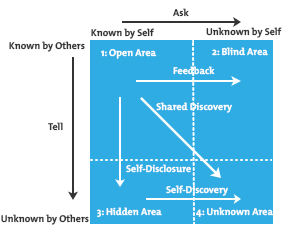 Ask
Known by Self
Unknown by Self
Known by Others
1: Open Area
2: Blind Area
Feedback
Shared Discovery
Tell
Self-Disclosure
Self-Discovery
3: Hidden Area
4: Unknown Area
Unknown by Others